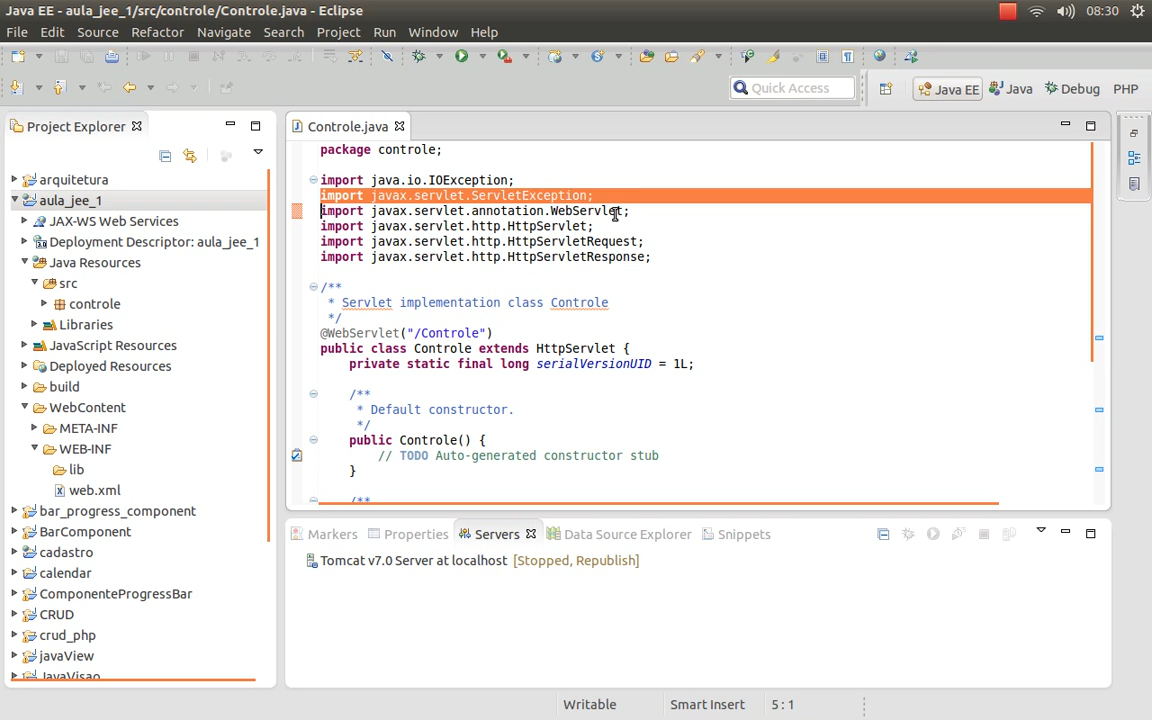 Java EE - aula_jee_1/src/controle/Controle.java - Eclipse
08:30
File Edit Source Refactor Navigate Search Project Run Window Help
Quick Access
Java EE
Java
Debug
PHP
Project Explorer
arquitetura
aula_jee_1
JAX-WS Web Services
Deployment Descriptor: aula_jee_1
Java Resources
src
controle
Libraries
JavaScript Resources
Deployed Resources
build
WebContent
META-INF
WEB-INF
lib
web.xml
bar_progress_component
BarComponent
cadastro
calendar
ComponenteProgressBar
CRUD
crud_php
javaView
JavaVisao
Controle.java
package controle;
import java.io.IOException;
import javax.servlet.ServletException;
import javax.servlet.annotation.WebServlet;
import javax.servlet.http.HttpServlet;
import javax.servlet.http.HttpServletRequest;
import javax.servlet.http.HttpServletResponse;
/**
* Servlet implementation class Controle
*/
@WebServlet("/Controle")
public class Controle extends HttpServlet {
private static final long serialVersionUID = 1L;
/**
* Default constructor.
*/
public Controle() {
// TODO Auto-generated constructor stub
}
/**
Markers Properties Servers Data Source Explorer Snippets
Tomcat v7.0 Server at localhost [Stopped, Republish]
Writable Smart Insert 5 : 1